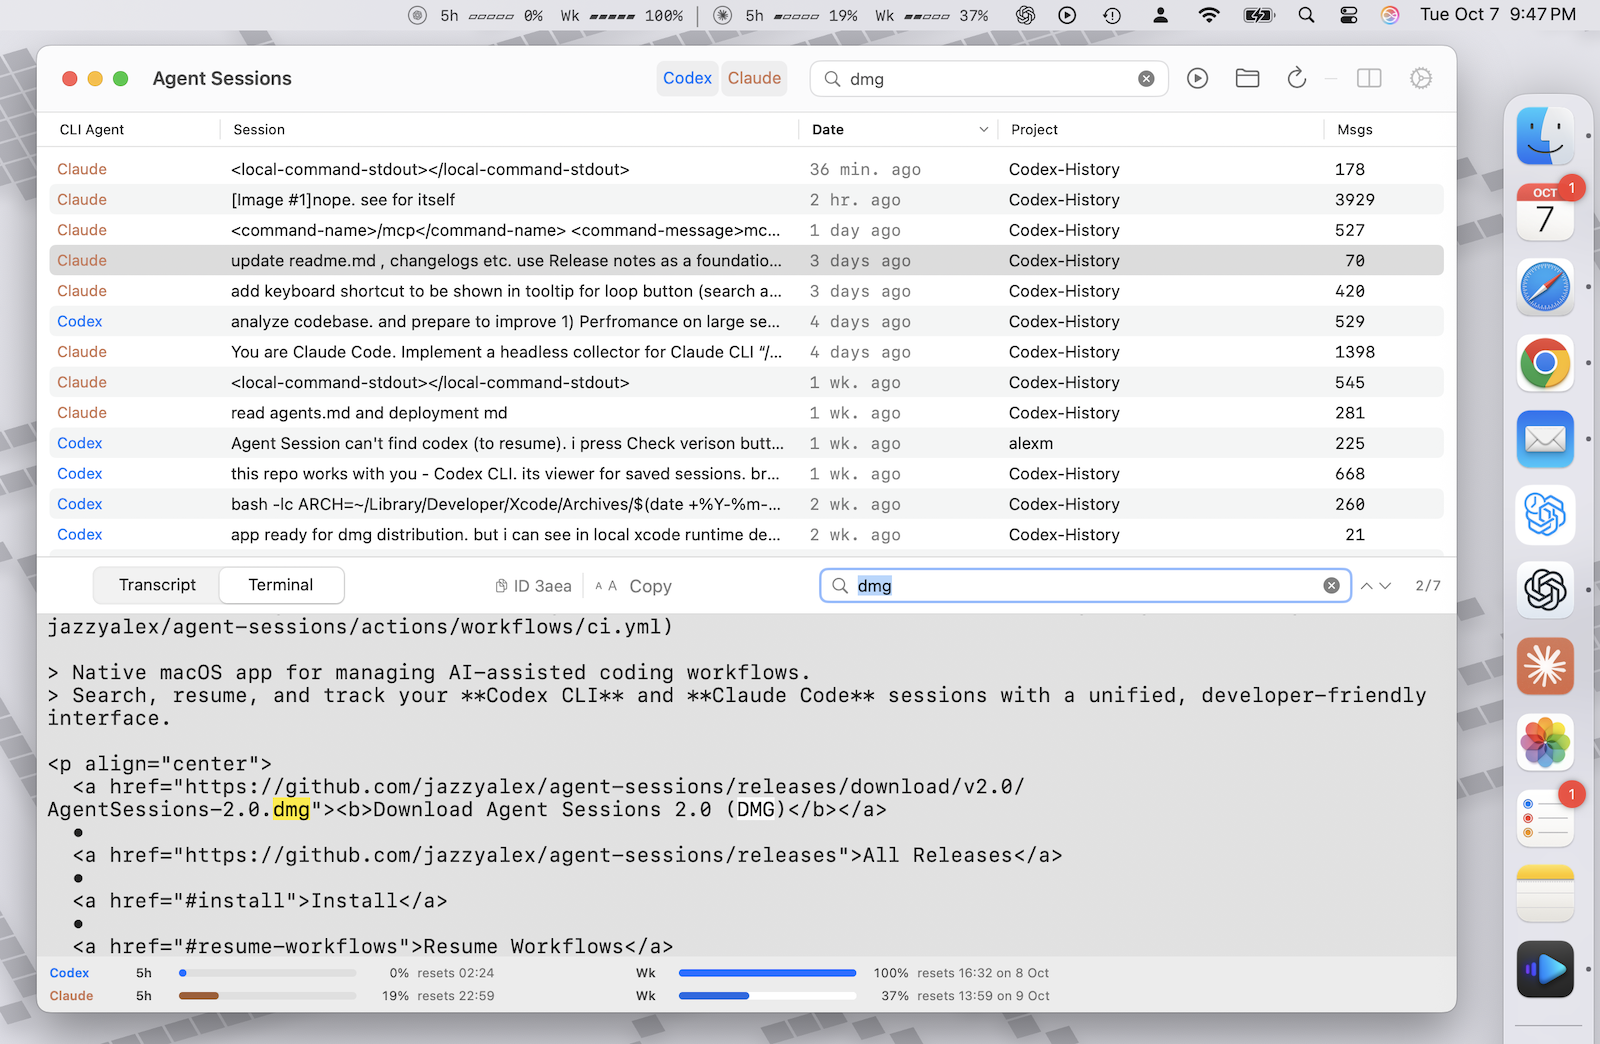 5h 0% Wk 100% 5h 19% Wk 37% Tue Oct 7 9:47 PM
Agent Sessions Codex Claude dmg
CLI Agent Session Date Project Msgs
Claude <local-command-stdout></local-command-stdout> 36 min. ago Codex-History 178
Claude [Image #1]nope. see for itself 2 hr. ago Codex-History 3929
Claude <command-name>/mcp</command-name> <command-message>mc... 1 day ago Codex-History 527
Claude update readme.md , changelogs etc. use Release notes as a foundatio... 3 days ago Codex-History 70
Claude add keyboard shortcut to be shown in tooltip for loop button (search a... 3 days ago Codex-History 420
Codex analyze codebase. and prepare to improve 1) Perfromance on large se... 4 days ago Codex-History 529
Claude You are Claude Code. Implement a headless collector for Claude CLI “/... 4 days ago Codex-History 1398
Claude <local-command-stdout></local-command-stdout> 1 wk. ago Codex-History 545
Claude read agents.md and deployment md 1 wk. ago Codex-History 281
Codex Agent Session can't find codex (to resume). i press Check verison butt... 1 wk. ago alexm 225
Codex this repo works with you - Codex CLI. its viewer for saved sessions. br... 1 wk. ago Codex-History 668
Codex bash -lc ARCH=~/Library/Developer/Xcode/Archives/$(date +%Y-%m-... 2 wk. ago Codex-History 260
Codex app ready for dmg distribution. but i can see in local xcode runtime de... 2 wk. ago Codex-History 21
Transcript Terminal ID 3aea A A Copy dmg 2/7
jazzyalex/agent-sessions/actions/workflows/ci.yml)
> Native macOS app for managing AI-assisted coding workflows.
> Search, resume, and track your **Codex CLI** and **Claude Code** sessions with a unified, developer-friendly
interface.
<p align="center">
<a href="https://github.com/jazzyalex/agent-sessions/releases/download/v2.0/
AgentSessions-2.0.dmg"><b>Download Agent Sessions 2.0 (DMG)</b></a>
•
<a href="https://github.com/jazzyalex/agent-sessions/releases">All Releases</a>
•
<a href="#install">Install</a>
•
<a href="#resume-workflows">Resume Workflows</a>
Codex 5h 0% resets 02:24 Wk 100% resets 16:32 on 8 Oct
Claude 5h 19% resets 22:59 Wk 37% resets 13:59 on 9 Oct
OCT 1
7
1